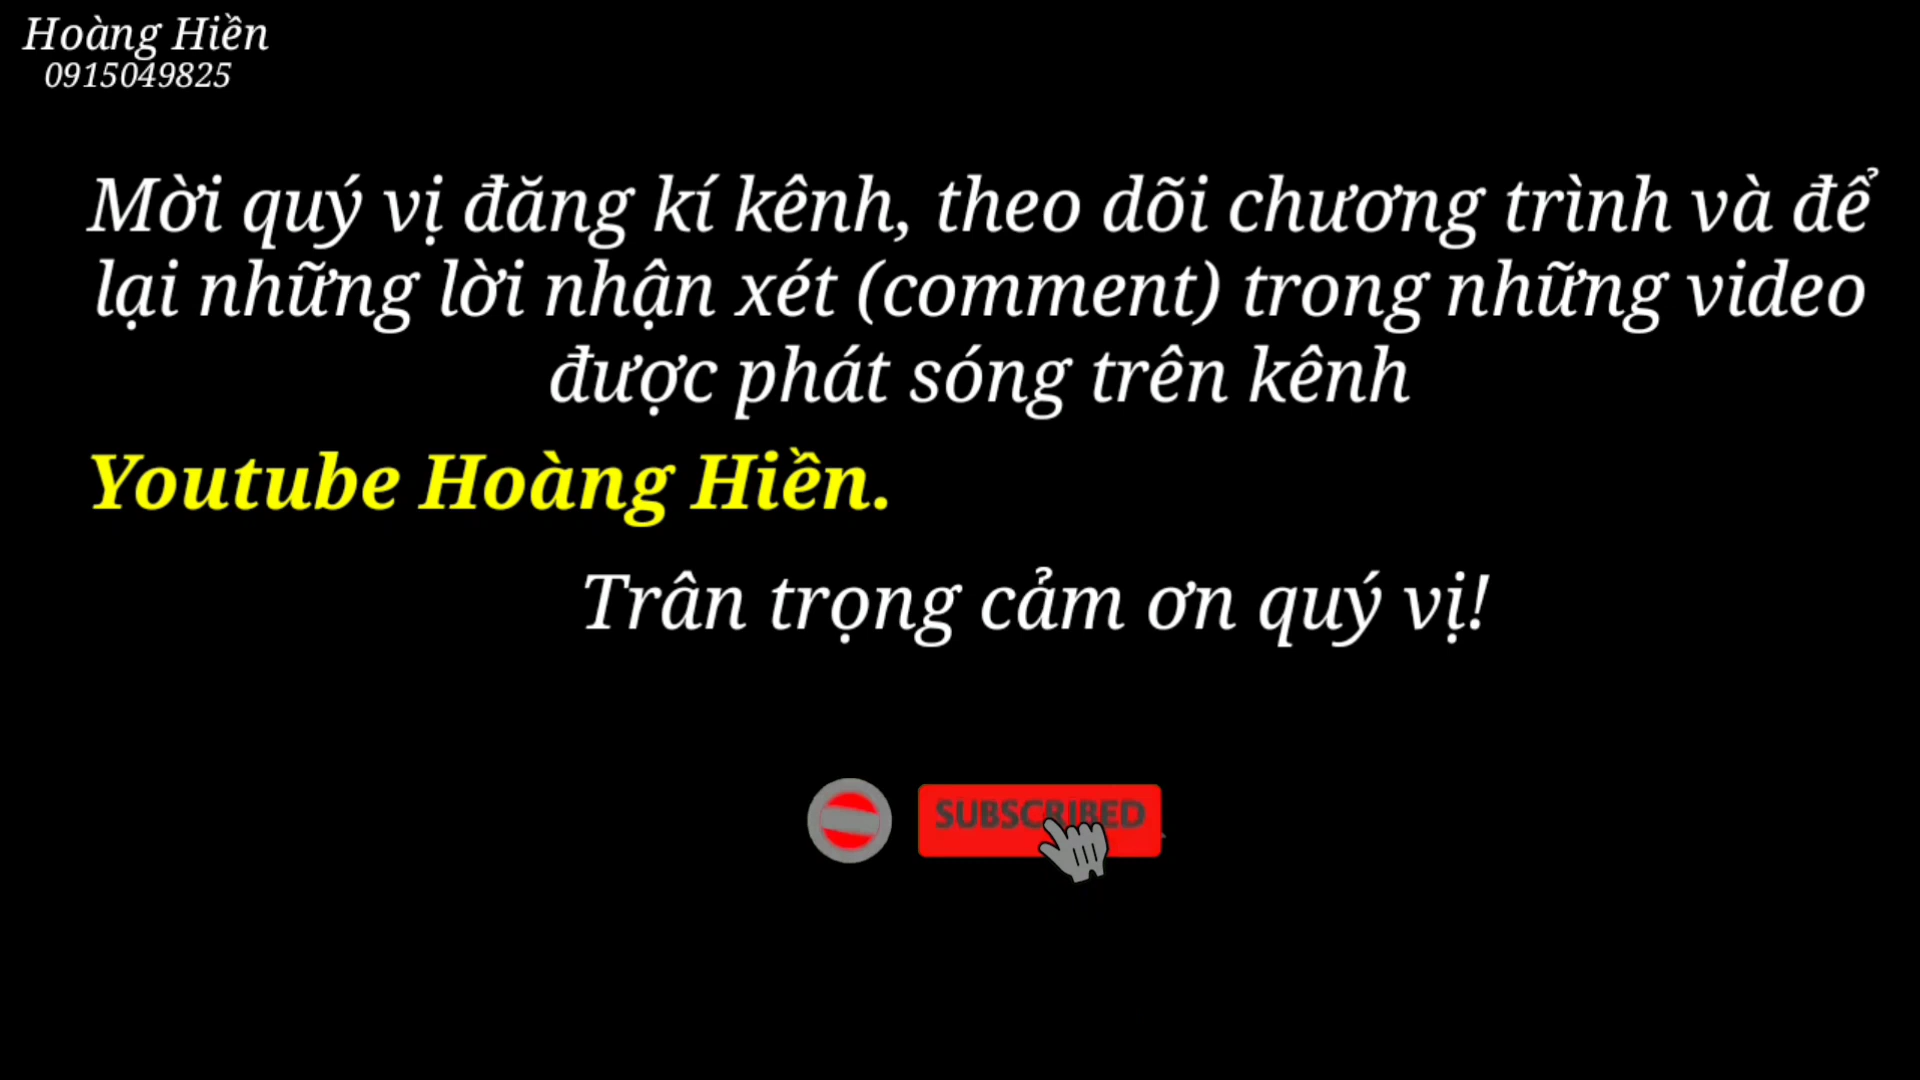 Hoàng Hiền
0915049825
Mời quý vị đăng kí kênh, theo dõi chương trình và để
lại những lời nhận xét (comment) trong những video
được phát sóng trên kênh
Youtube Hoàng Hiền.
Trân trọng cảm ơn quý vị!
SUBSCRIBED